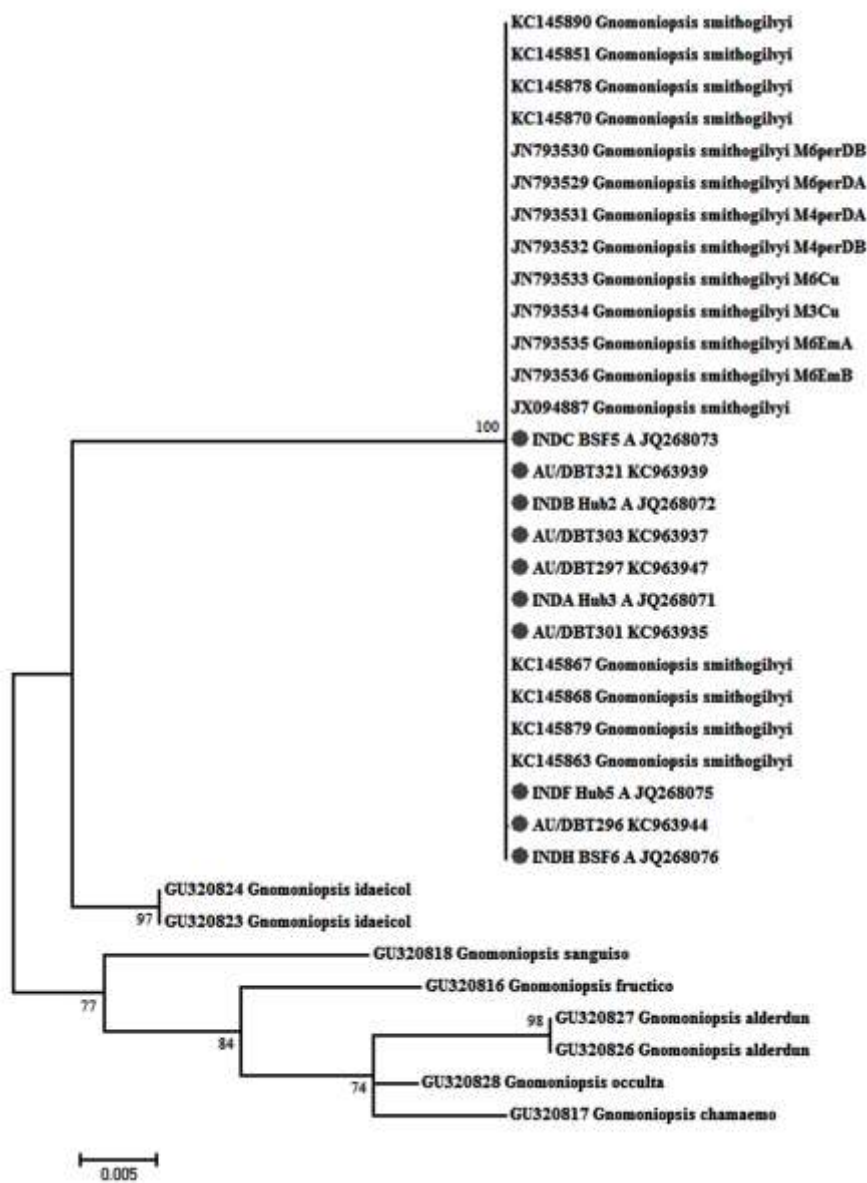 KC145890 Gnomoniopsis smithogilvyi
KC145851 Gnomoniopsis smithogilvyi
KC145878 Gnomoniopsis smithogilvyi
KC145870 Gnomoniopsis smithogilvyi
JN793530 Gnomoniopsis smithogilvyi M6perDB
JN793529 Gnomoniopsis smithogilvyi M6perDA
JN793531 Gnomoniopsis smithogilvyi M4perDA
JN793532 Gnomoniopsis smithogilvyi M4perDB
JN793533 Gnomoniopsis smithogilvyi M6Cu
JN793534 Gnomoniopsis smithogilvyi M3Cu
JN793535 Gnomoniopsis smithogilvyi M6EmA
JN793536 Gnomoniopsis smithogilvyi M6EmB
JX094887 Gnomoniopsis smithogilvyi
100
INDC BSF5 A JQ268073
AU/DBT321 KC963939
INDB Hub2 A JQ268072
AU/DBT303 KC963937
AU/DBT297 KC963947
INDA Hub3 A JQ268071
AU/DBT301 KC963935
KC145867 Gnomoniopsis smithogilvyi
KC145868 Gnomoniopsis smithogilvyi
KC145879 Gnomoniopsis smithogilvyi
KC145863 Gnomoniopsis smithogilvyi
INDF Hub5 A JQ268075
AU/DBT296 KC963944
INDH BSF6 A JQ268076
GU320824 Gnomoniopsis idaeicol
97
GU320823 Gnomoniopsis idaeicol
GU320818 Gnomoniopsis sanguiso
77
GU320816 Gnomoniopsis fructico
84
98
GU320827 Gnomoniopsis alderdun
GU320826 Gnomoniopsis alderdun
74
GU320828 Gnomoniopsis occulta
GU320817 Gnomoniopsis chamaemo
0.005